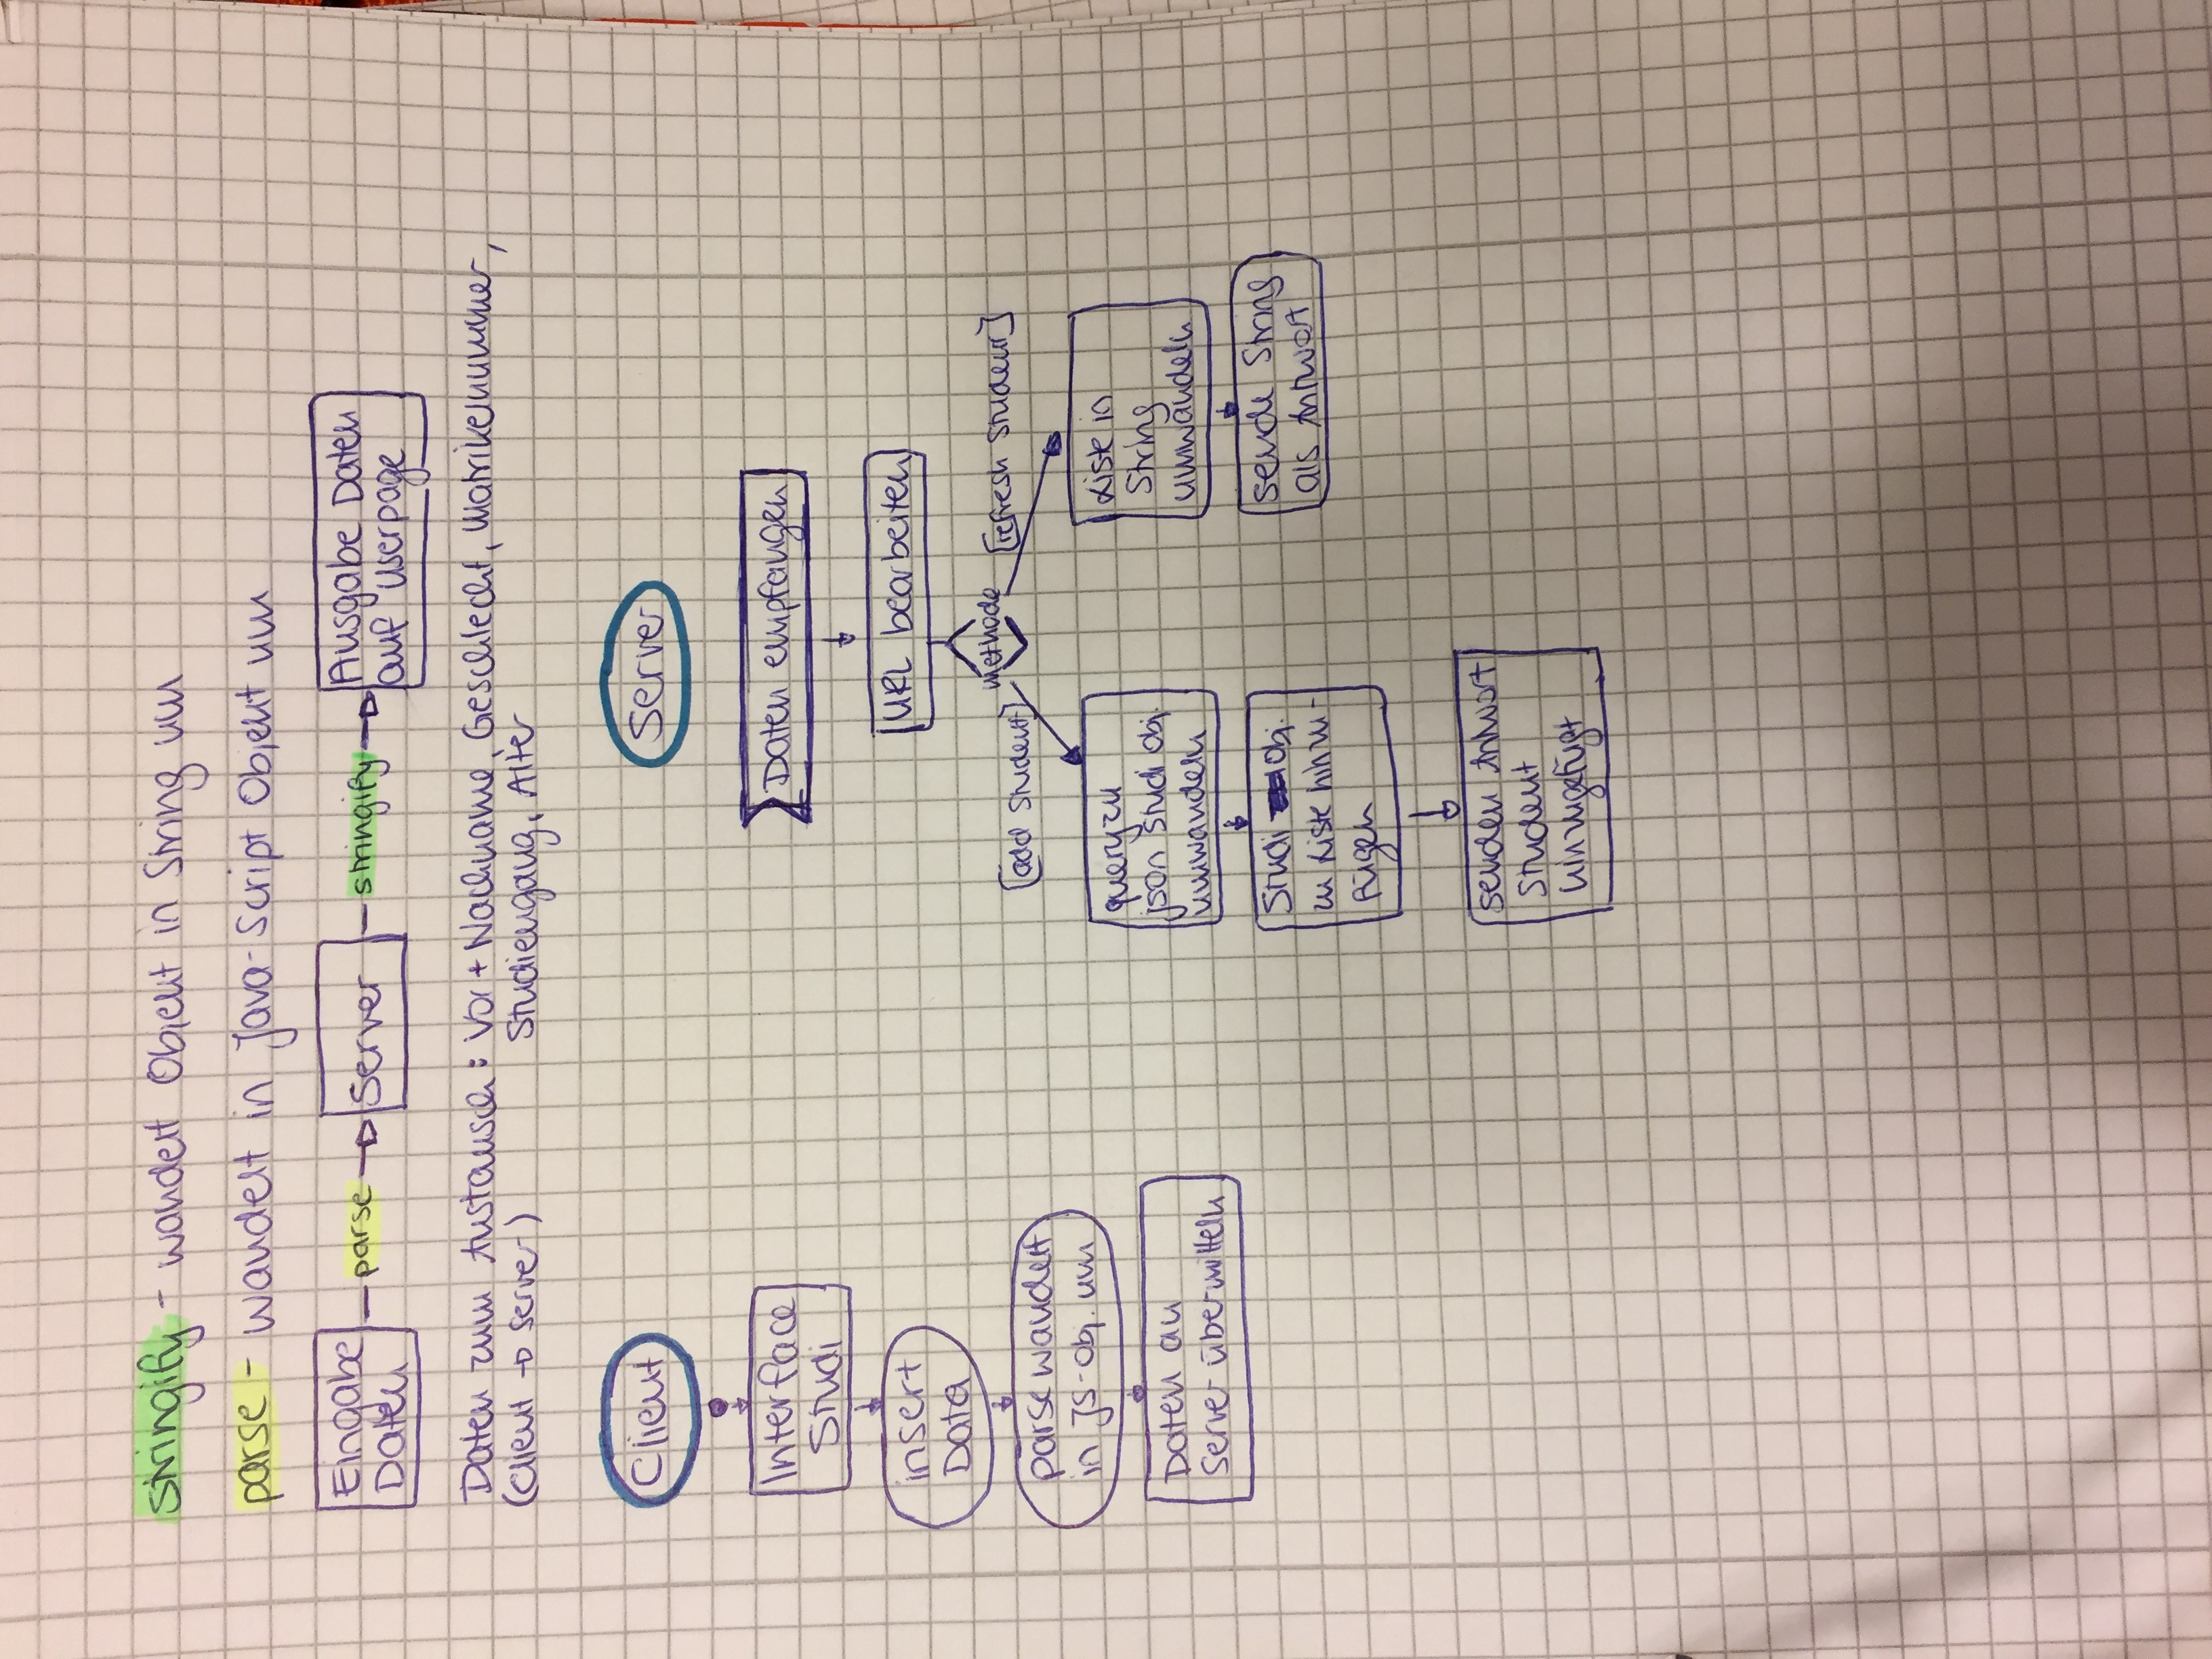 stringify - wandelt Objekt in String um
parse - wandelt in Java-Script Objekt um
Eingabe
Daten
parse
Server
stringify
Ausgabe Daten
auf Userpage
Daten zum Austausch: Vor + Nachname, Geschlecht, Matrikelnummer,
(Client → Server)
Studiengang, Alter
Client
Interface
Studi
insert
Data
parse wandelt
in JS-Obj. um
Daten an
Server übermitteln
Server
Daten empfangen
URL bearbeiten
methode
[add Student]
[refresh Student]
query zu
json Studi Obj.
umwandeln
Studi Obj.
zu Liste hinzu-
fügen
senden Antwort
Student
hinzugefügt
Liste in
String
umwandeln
sende String
als Antwort